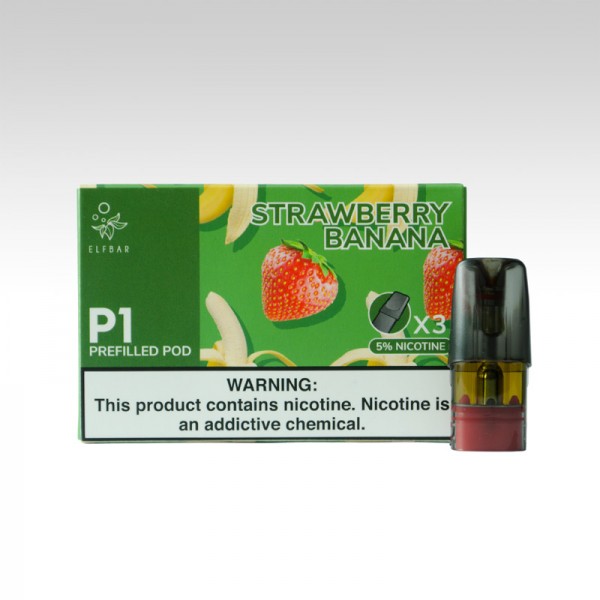 ELFBAR
STRAWBERRY
BANANA
P1
PREFILLED POD
X3
5% NICOTINE
WARNING:
This product contains nicotine. Nicotine is
an addictive chemical.